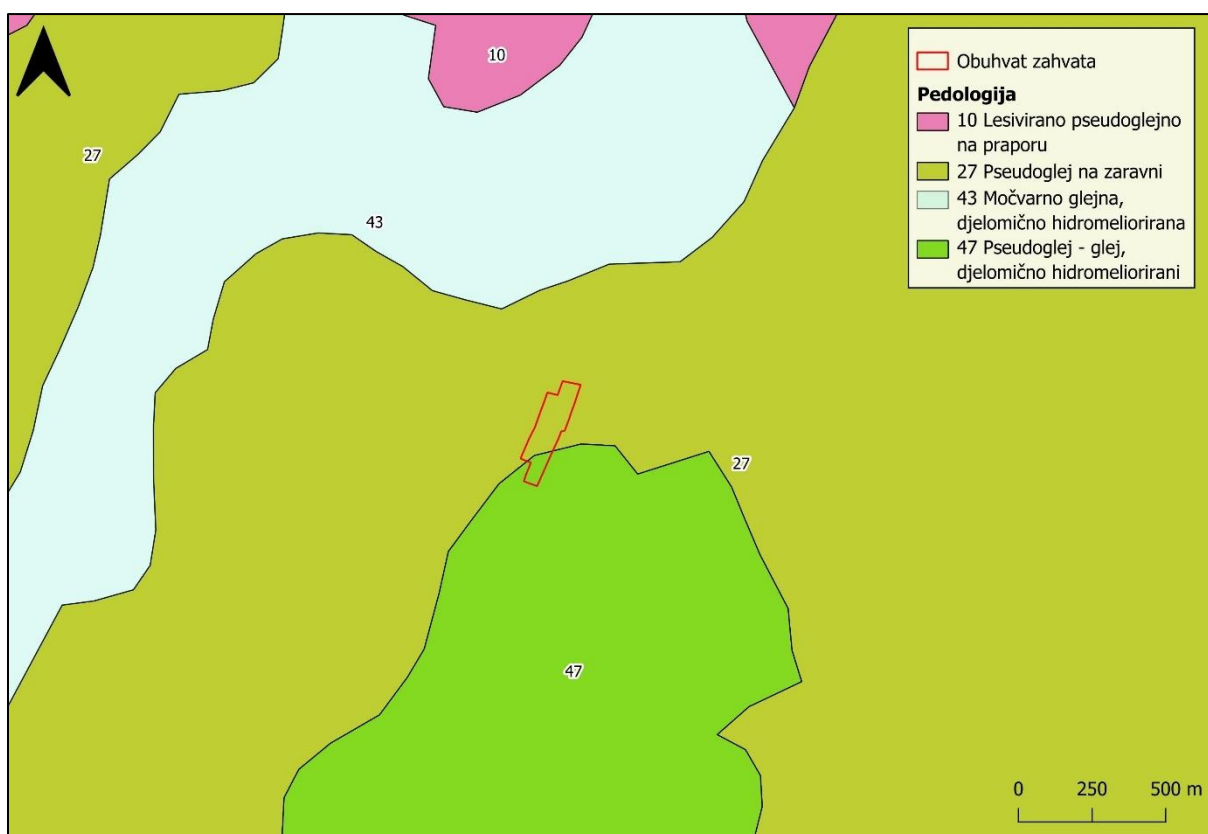 10
27
43
27
47
Obuhvat zahvata
Pedologija
10 Lesivirano pseudoglejno
na praporu
27 Pseudoglej na zaravni
43 Močvarno glejna,
djelomično hidromeliorirana
47 Pseudoglej - glej,
djelomično hidromeliorirani
0 250 500 m